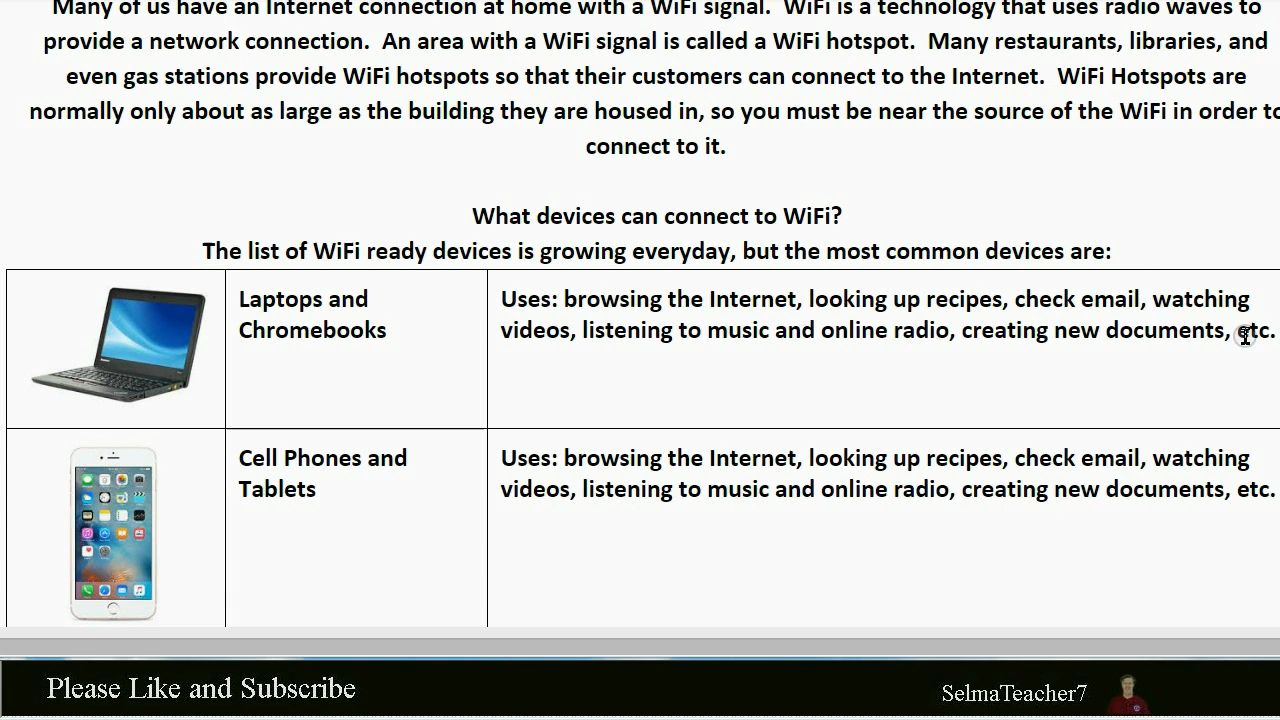 Many of us have an Internet connection at home with a WiFi signal.  WiFi is a technology that uses radio waves to
provide a network connection.  An area with a WiFi signal is called a WiFi hotspot.  Many restaurants, libraries, and
even gas stations provide WiFi hotspots so that their customers can connect to the Internet.  WiFi Hotspots are
normally only about as large as the building they are housed in, so you must be near the source of the WiFi in order to
connect to it.
What devices can connect to WiFi?
The list of WiFi ready devices is growing everyday, but the most common devices are:
Laptops and
Chromebooks
Uses: browsing the Internet, looking up recipes, check email, watching
videos, listening to music and online radio, creating new documents, etc.
Cell Phones and
Tablets
Uses: browsing the Internet, looking up recipes, check email, watching
videos, listening to music and online radio, creating new documents, etc.
Please Like and Subscribe
SelmaTeacher7